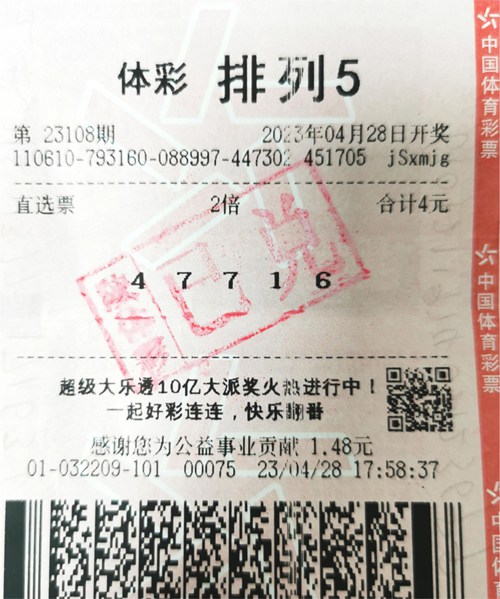 体彩 排列5
第 23108期 2023年04月28日开奖
110610-793160-088997-447302 451705 jSxmjg
直选票 2倍 合计4元
4 7 7 1 6
已兑
超级大乐透10亿大派奖火热进行中！
一起好彩连连，快乐翻番
感谢您为公益事业贡献 1.48元
01-032209-101 00075 23/04/28 17:58:37
中国体育彩票
中国体育彩票
中国体育